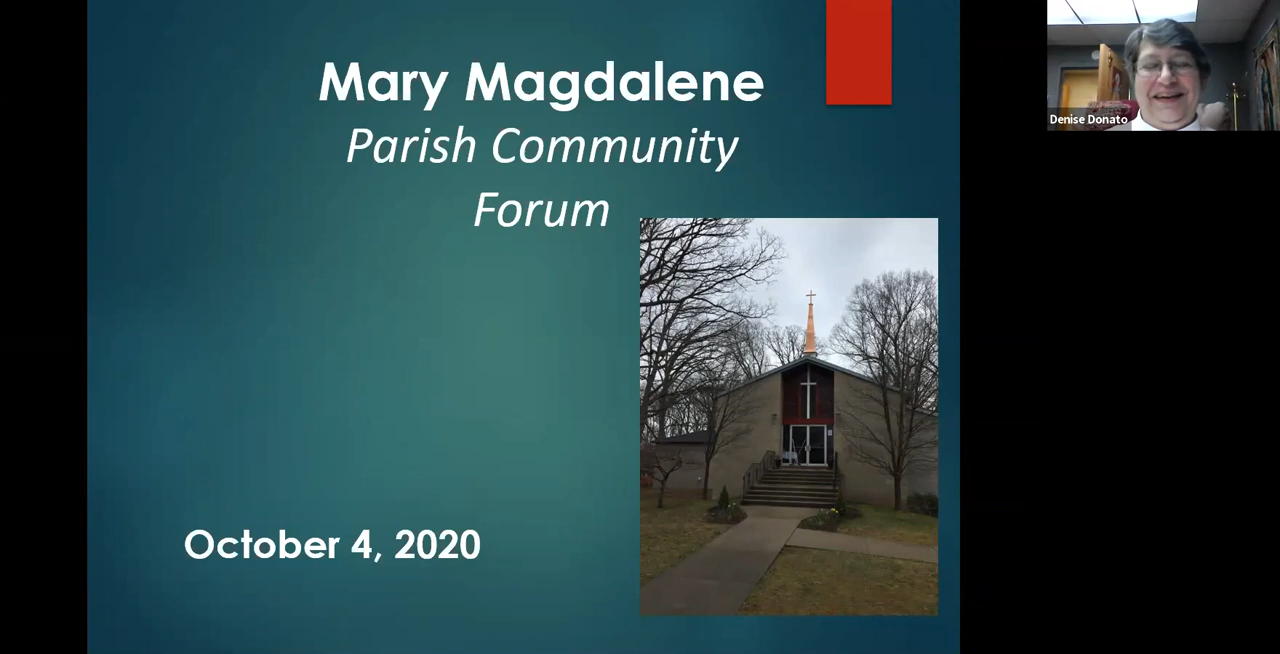 Mary Magdalene
Parish Community
Forum
October 4, 2020
Denise Donato